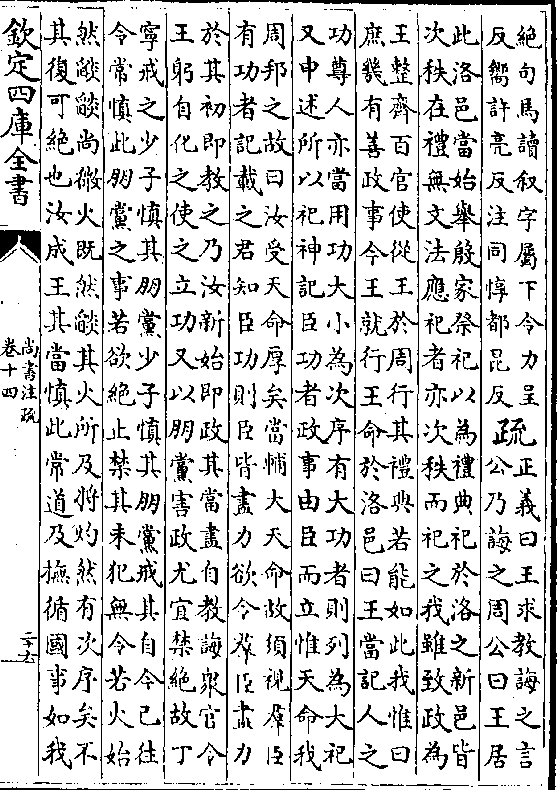 絶句馬讀叙字屬下令力呈
反嚮許亮反注同惇都昆反
疏
正義曰王求教誨之言
公乃誨之周公曰王居
此洛邑當始舉殷家祭祀以為禮典祀於洛之新邑皆
次秩在禮無文法應祀者亦次秩而祀之我雖致政為
王整齊百官使從王於周行其禮典若能如此我惟曰
庶幾有善政事今王就行王命於洛邑曰王當記人之
功尊人亦當用功大小為次序有大功者則列為大祀
又申述所以祀神記臣功者政事由臣而立惟天命我
周邦之故曰汝受天命厚矣當輔大天命故須視羣臣
有功者記載之君知臣功則臣皆盡力欲令羣臣盡力
於其初即教之乃汝新始即政其當盡自教誨衆官令
王躬自化之使之立功又以朋黨害政尤宜禁絶故丁
寧戒之少子慎其朋黨少子慎其朋黨戒其自今已往
令常慎此朋黨之事若欲絶止禁其未犯無令若火始
然燄燄尚微火既然燄其火所及將灼然有次序矣不
其復可絶也汝成王其當慎此常道及撫循國事如我
欽定四庫全書
尚書注疏
卷十四